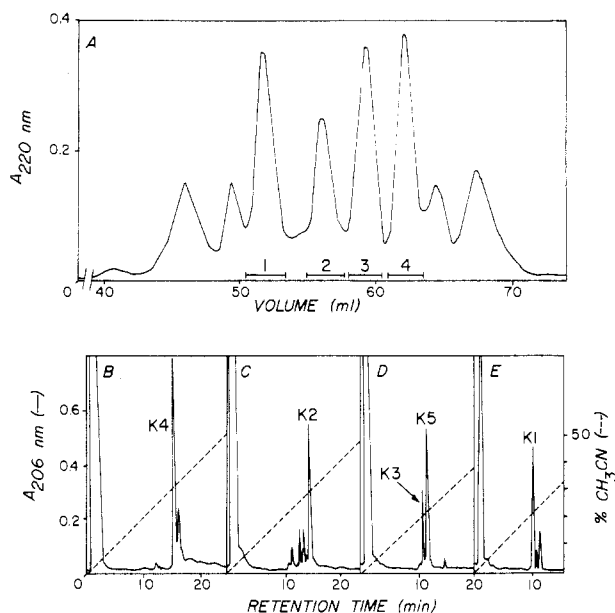 0.4
A
A220 nm
0.2
1 2 3 4
0 40 50 60 70
VOLUME (ml)
B C D E
0.6
K4 K2 K5 K1
50
A206 nm (—)
% CH3CN (---)
0.4
K3
0.2
0 10 20 10 20 10 20 10
RETENTION TIME (min)